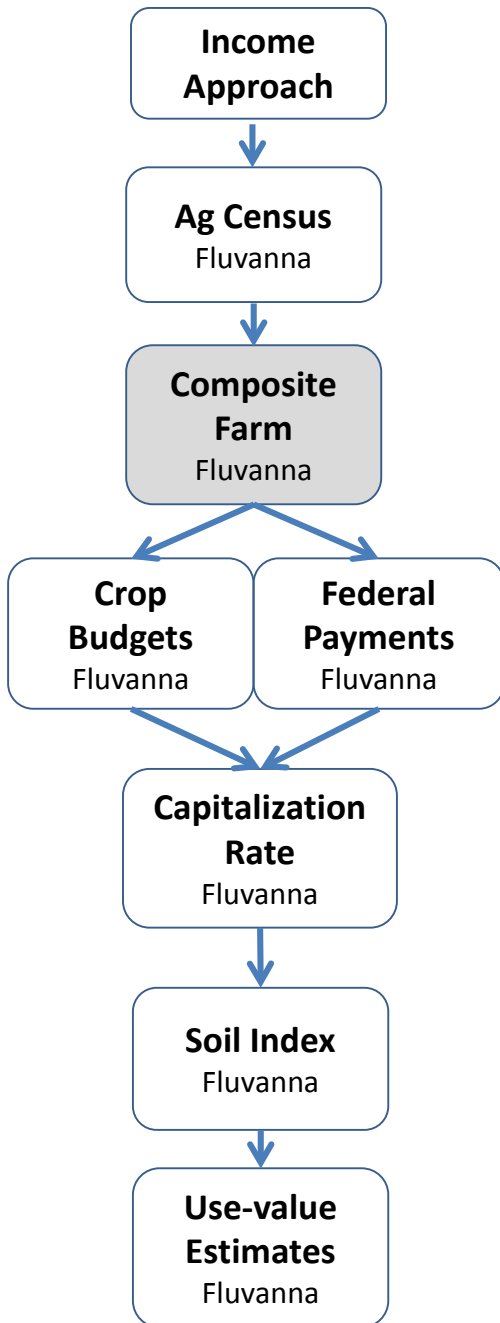 Income
Approach
Ag Census
Fluvanna
Composite
Farm
Fluvanna
Crop
Budgets
Fluvanna
Federal
Payments
Fluvanna
Capitalization
Rate
Fluvanna
Soil Index
Fluvanna
Use-value
Estimates
Fluvanna